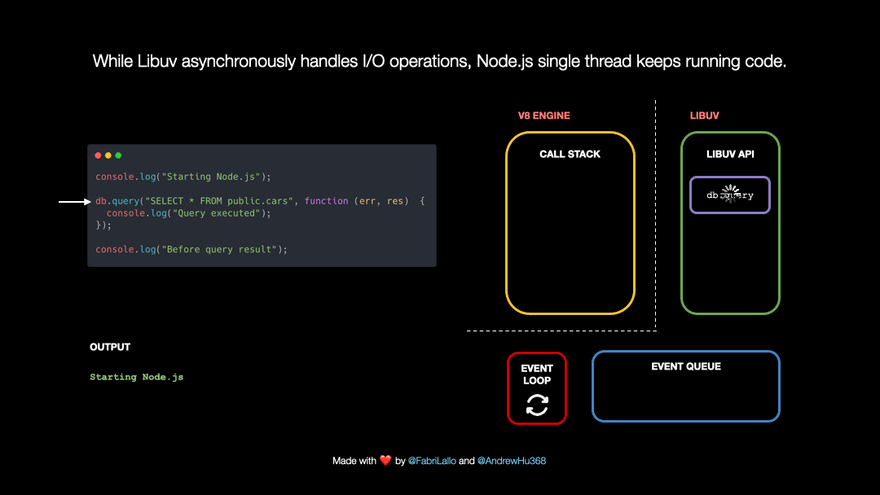 While Libuv asynchronously handles I/O operations, Node.js single thread keeps running code.
V8 ENGINE
LIBUV
CALL STACK
LIBUV API
db.query
console.log("Starting Node.js");
db.query("SELECT * FROM public.cars", function (err, res) {
console.log("Query executed");
});
console.log("Before query result");
OUTPUT
Starting Node.js
EVENT
LOOP
EVENT QUEUE
Made with ❤️ by @FabriLallo and @AndrewHu368